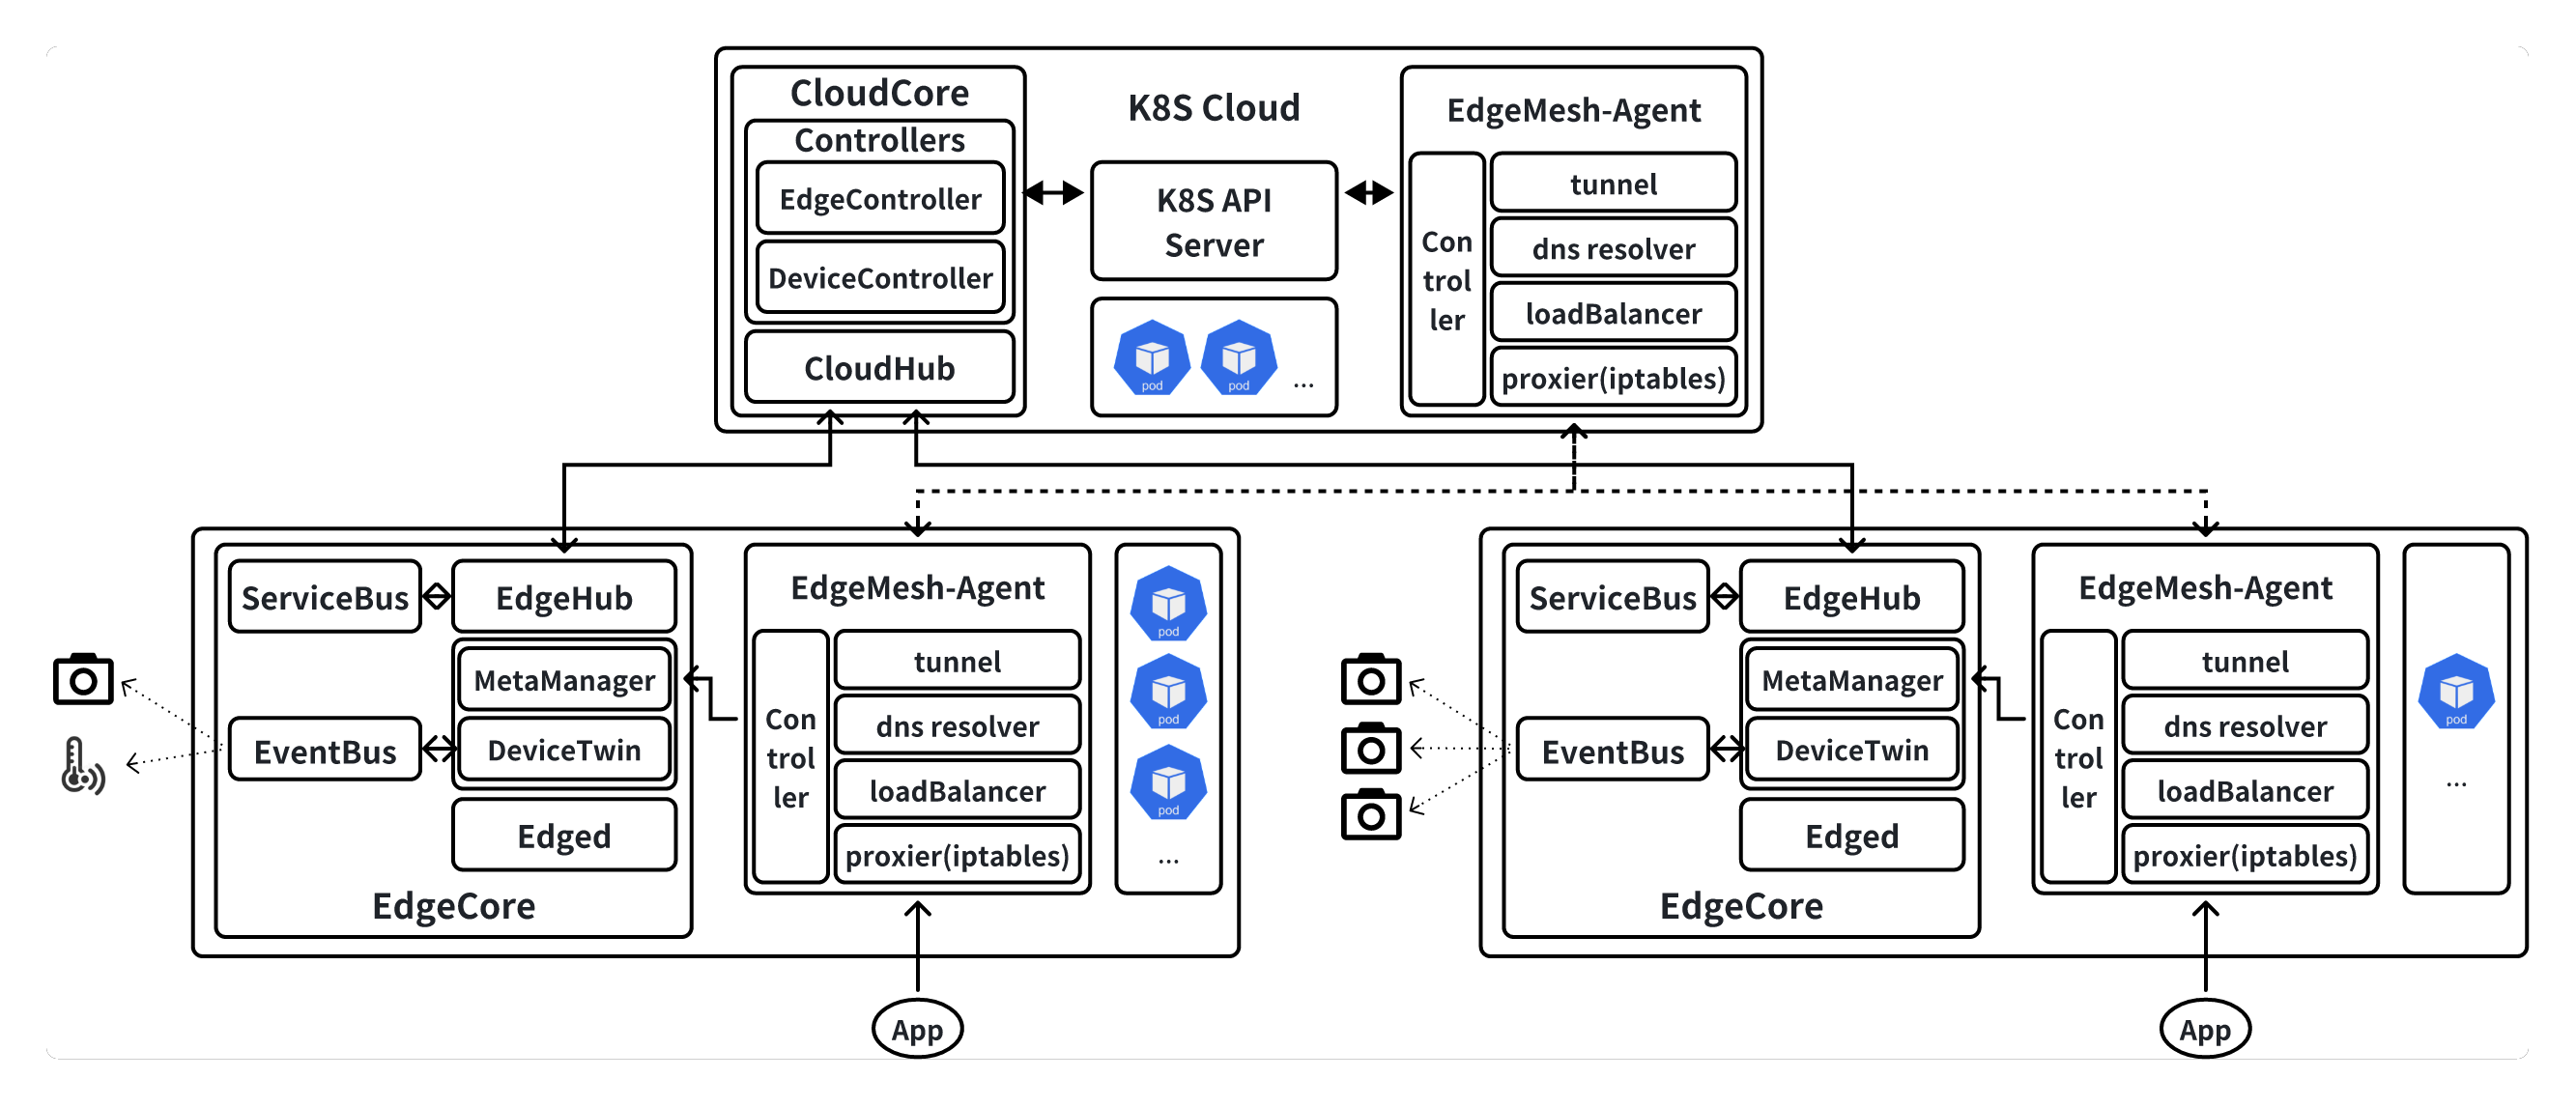 CloudCore
Controllers
EdgeController
DeviceController
CloudHub
K8S Cloud
K8S API
Server
pod
pod
...
EdgeMesh-Agent
Con
trol
ler
tunnel
dns resolver
loadBalancer
proxier(iptables)
ServiceBus
EdgeHub
MetaManager
EventBus
DeviceTwin
Edged
EdgeCore
EdgeMesh-Agent
Con
trol
ler
tunnel
dns resolver
loadBalancer
proxier(iptables)
pod
pod
pod
...
App
ServiceBus
EdgeHub
MetaManager
EventBus
DeviceTwin
Edged
EdgeCore
EdgeMesh-Agent
Con
trol
ler
tunnel
dns resolver
loadBalancer
proxier(iptables)
pod
...
App